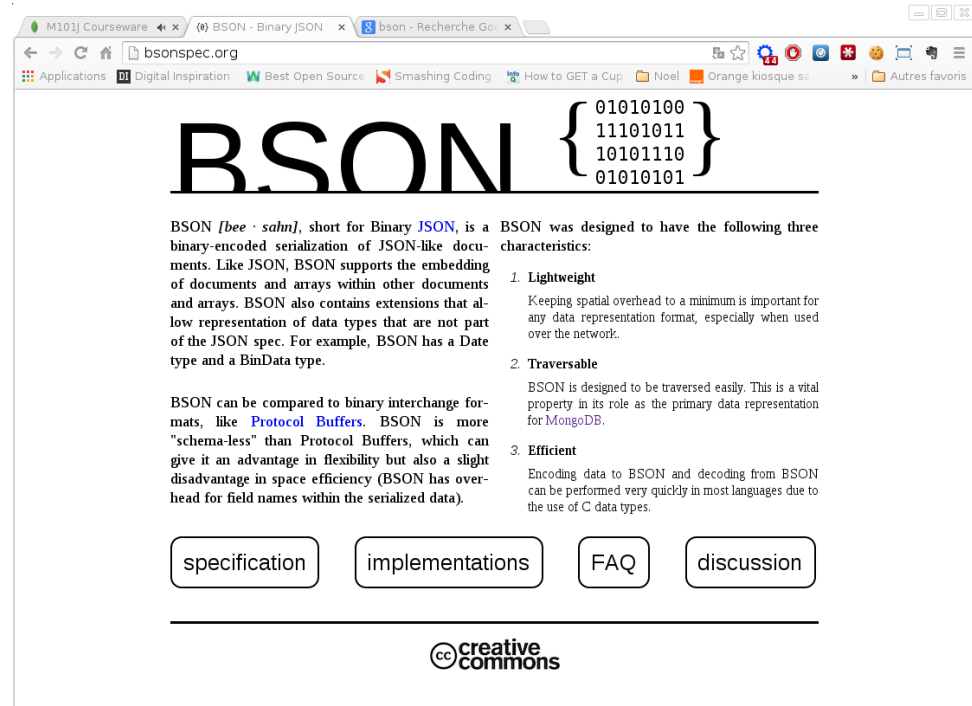 M101J Courseware
BSON - Binary JSON
bson - Recherche Goo
bsonspec.org
44
Applications
Digital Inspiration
Best Open Source
Smashing Coding
How to GET a Cup
Noel
Orange kiosque sa
»
Autres favoris
BSON
01010100
11101011
10101110
01010101
BSON [bee · sahn], short for Binary JSON, is a
binary-encoded serialization of JSON-like docu-
ments. Like JSON, BSON supports the embedding
of documents and arrays within other documents
and arrays. BSON also contains extensions that al-
low representation of data types that are not part
of the JSON spec. For example, BSON has a Date
type and a BinData type.
BSON can be compared to binary interchange for-
mats, like Protocol Buffers. BSON is more
"schema-less" than Protocol Buffers, which can
give it an advantage in flexibility but also a slight
disadvantage in space efficiency (BSON has over-
head for field names within the serialized data).
BSON was designed to have the following three
characteristics:
1. Lightweight
Keeping spatial overhead to a minimum is important for
any data representation format, especially when used
over the network.
2. Traversable
BSON is designed to be traversed easily. This is a vital
property in its role as the primary data representation
for MongoDB.
3. Efficient
Encoding data to BSON and decoding from BSON
can be performed very quickly in most languages due to
the use of C data types.
specification
implementations
FAQ
discussion
cc creative
commons